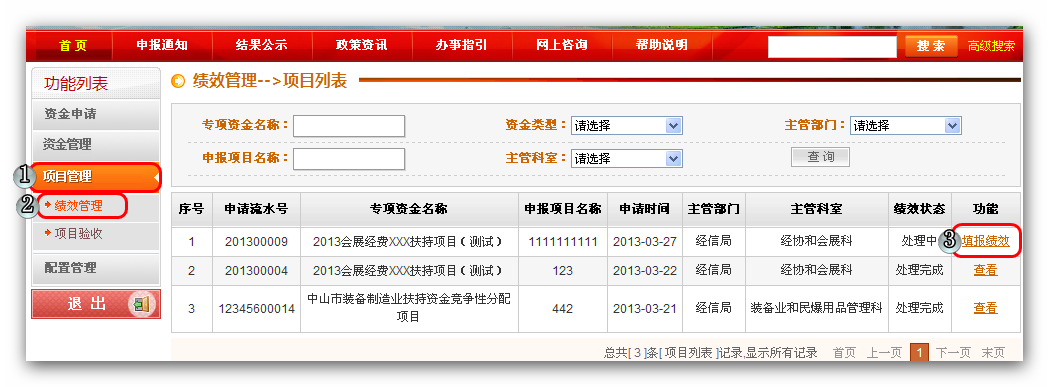 首 页 申报通知 结果公示 政策资讯 办事指引 网上咨询 帮助说明 搜 索 高级搜索
功能列表
资金申请
资金管理
1 项目管理
2 绩效管理
项目验收
配置管理
退 出
绩效管理-->项目列表
专项资金名称： 资金类型： 请选择 主管部门： 请选择
申报项目名称： 主管科室： 请选择 查 询
序号 申请流水号 专项资金名称 申报项目名称 申请时间 主管部门 主管科室 绩效状态 功能
1 201300009 2013会展经费XXX扶持项目（测试） 1111111111 2013-03-27 经信局 经协和会展科 处理中 3 填报绩效
2 201300004 2013会展经费XXX扶持项目（测试） 123 2013-03-22 经信局 经协和会展科 处理完成 查看
3 12345600014 中山市装备制造业扶持资金竞争性分配项目 442 2013-03-21 经信局 装备业和民爆用品管理科 处理完成 查看
总共[ 3 ]条[ 项目列表 ]记录,显示所有记录 首页 上一页 1 下一页 末页